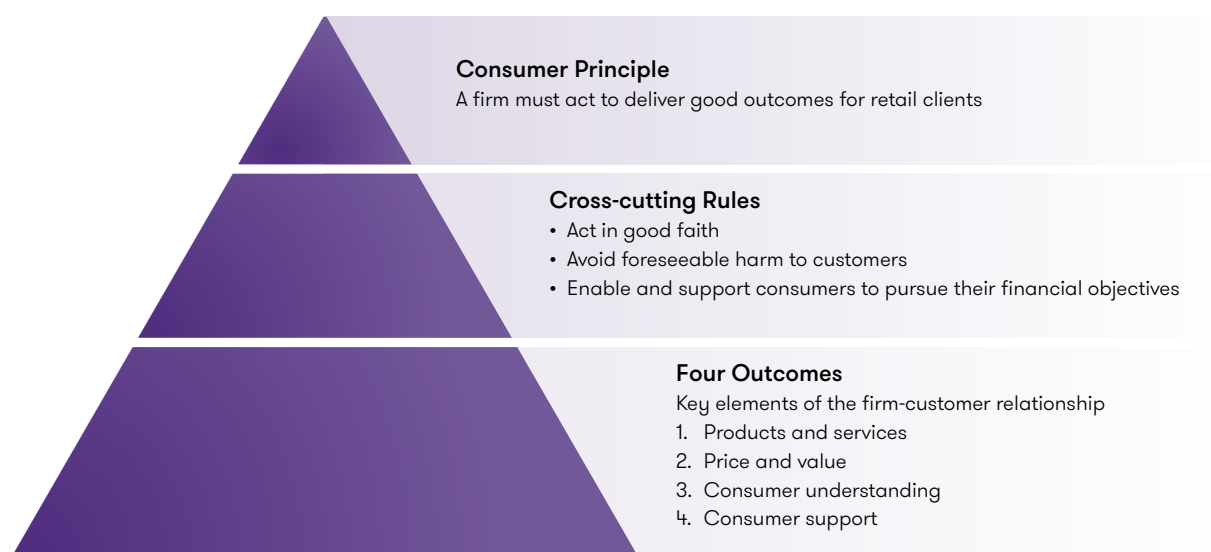 Consumer Principle
A firm must act to deliver good outcomes for retail clients
Cross-cutting Rules
• Act in good faith
• Avoid foreseeable harm to customers
• Enable and support consumers to pursue their financial objectives
Four Outcomes
Key elements of the firm-customer relationship
1. Products and services
2. Price and value
3. Consumer understanding
4. Consumer support